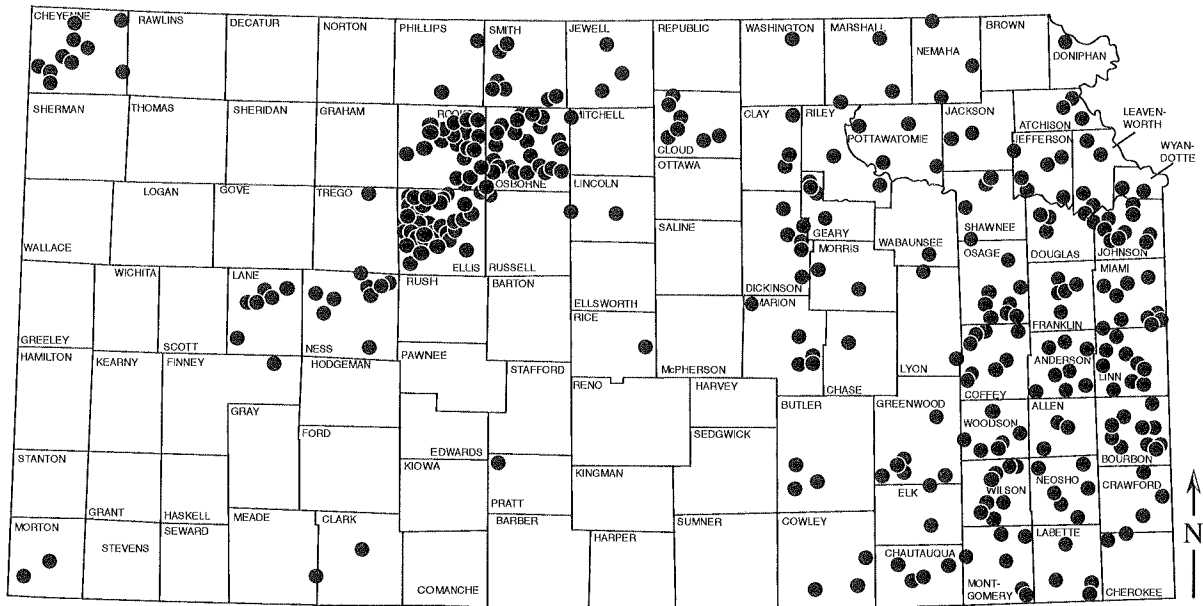 CHEYENNE
RAWLINS
DECATUR
NORTON
PHILLIPS
SMITH
JEWELL
REPUBLIC
WASHINGTON
MARSHALL
NEMAHA
BROWN
DONIPHAN
SHERMAN
THOMAS
SHERIDAN
GRAHAM
ROOKS
OSBORNE
MITCHELL
CLOUD
CLAY
RILEY
POTTAWATOMIE
JACKSON
ATCHISON
JEFFERSON
LEAVEN-
WORTH
WYAN-
DOTTE
OTTAWA
LINCOLN
WALLACE
LOGAN
GOVE
TREGO
ELLIS
RUSSELL
SALINE
DICKINSON
GEARY
MORRIS
WABAUNSEE
SHAWNEE
OSAGE
DOUGLAS
JOHNSON
MIAMI
GREELEY
WICHITA
SCOTT
LANE
NESS
RUSH
BARTON
ELLSWORTH
RICE
McPHERSON
MARION
CHASE
LYON
FRANKLIN
COFFEY
ANDERSON
LINN
HAMILTON
KEARNY
FINNEY
HODGEMAN
PAWNEE
STAFFORD
RENO
HARVEY
BUTLER
GREENWOOD
WOODSON
ALLEN
BOURBON
GRAY
FORD
EDWARDS
KIOWA
PRATT
KINGMAN
SEDGWICK
STANTON
GRANT
HASKELL
ELK
WILSON
NEOSHO
CRAWFORD
MORTON
STEVENS
SEWARD
MEADE
CLARK
COMANCHE
BARBER
HARPER
SUMNER
COWLEY
CHAUTAUQUA
MONT-
GOMERY
LABETTE
CHEROKEE
N